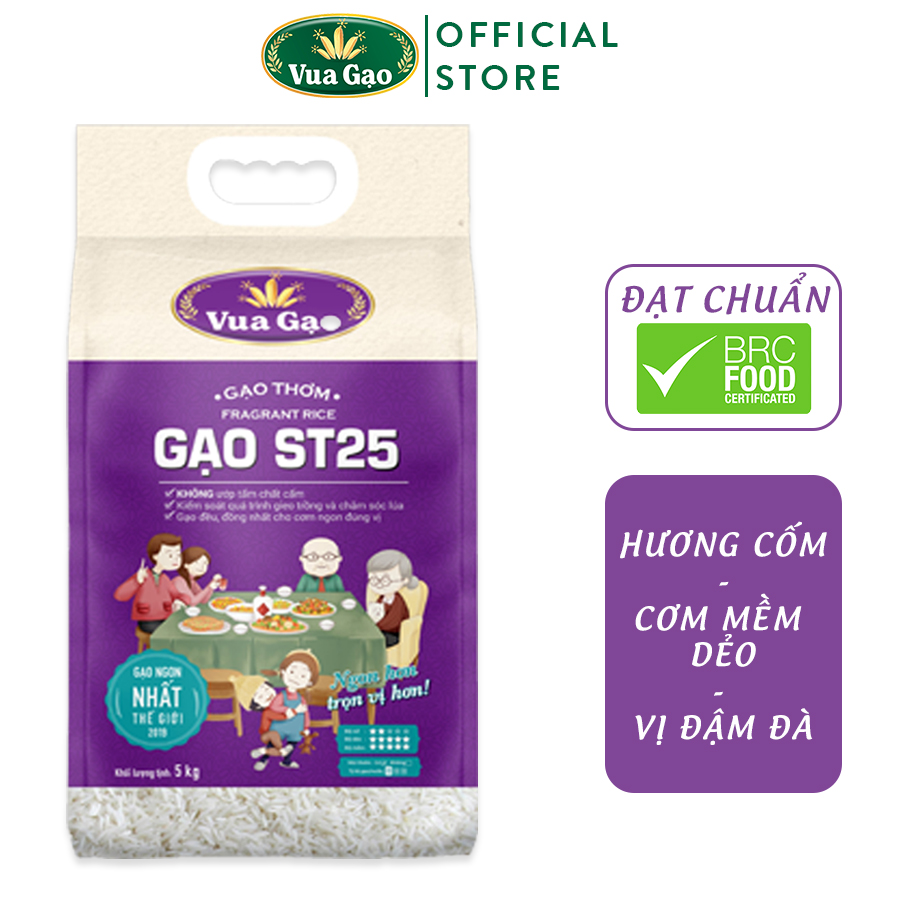 Vua Gạo
OFFICIAL
STORE
Vua Gạo
GẠO THƠM
FRAGRANT RICE
GẠO ST25
KHÔNG ướp tẩm chất cấm
Kiểm soát quá trình gieo trồng và chăm sóc lúa
Gạo đều, đồng nhất cho cơm ngon đúng vị
GẠO NGON
NHẤT
THẾ GIỚI
2019
Ngon hơn
trọn vị hơn!
Khối lượng tịnh: 5 kg
ĐẠT CHUẨN
BRC
FOOD
CERTIFICATED
HƯƠNG CỐM
-
CƠM MỀM
DẺO
-
VỊ ĐẬM ĐÀ